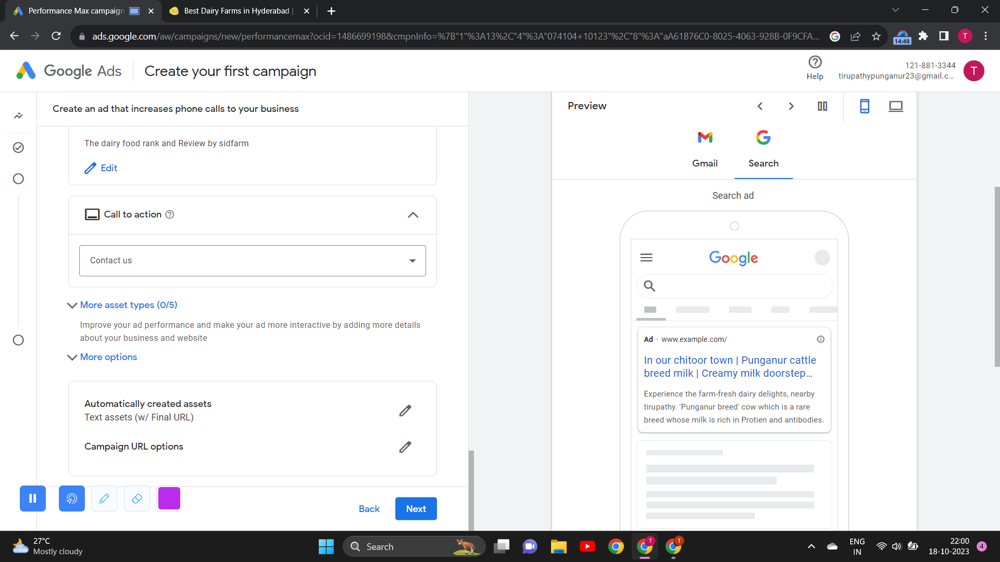 Performance Max campaign
Best Dairy Farms in Hyderabad |
ads.google.com/aw/campaigns/new/performancemax?ocid=1486699198&cmpnInfo=%7B"1"%3A13%2C"4"%3A"074104+10123"%2C"8"%3A"aA61B76C0-8025-4063-928B-0F9CFA...
14:48
T
Google Ads
Create your first campaign
Help
121-881-3344
tirupathypunganur23@gmail.c...
T
Create an ad that increases phone calls to your business
The dairy food rank and Review by sidfarm
Edit
Call to action
Contact us
More asset types (0/5)
Improve your ad performance and make your ad more interactive by adding more details
about your business and website
More options
Automatically created assets
Text assets (w/ Final URL)
Campaign URL options
Back
Next
Preview
Gmail
Search
Search ad
Google
Ad · www.example.com/
In our chitoor town | Punganur cattle
breed milk | Creamy milk doorstep...
Experience the farm-fresh dairy delights, nearby
tirupathy. 'Punganur breed' cow which is a rare
breed whose milk is rich in Protien and antibodies.
27°C
Mostly cloudy
Search
T
T
ENG
IN
22:00
18-10-2023
4